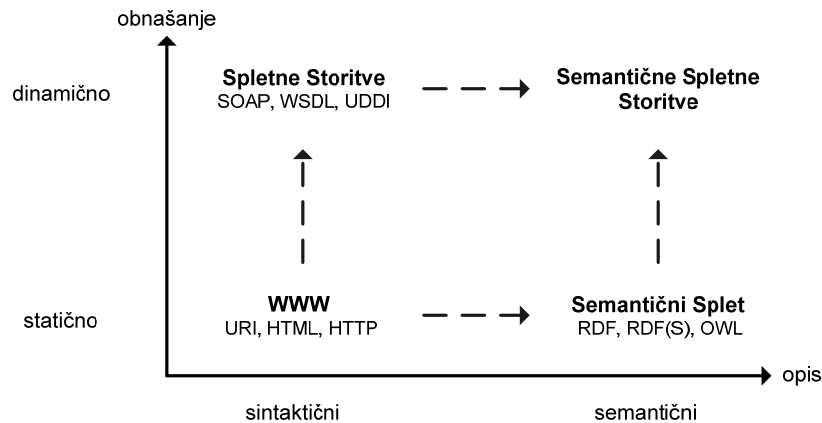 obnašanje
dinamično
Spletne Storitve
SOAP, WSDL, UDDI
Semantične Spletne
Storitve
statično
WWW
URI, HTML, HTTP
Semantični Splet
RDF, RDF(S), OWL
opis
sintaktični
semantični